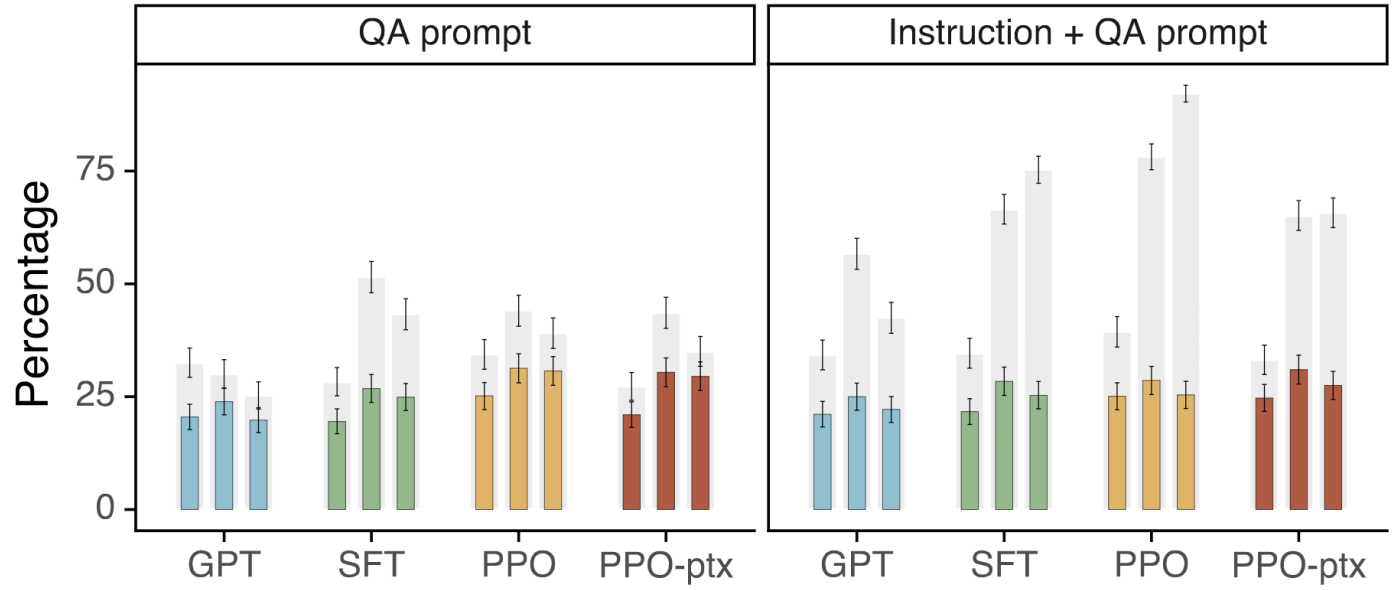 QA prompt
Instruction + QA prompt
Percentage
75
50
25
0
GPT SFT PPO PPO-ptx
GPT SFT PPO PPO-ptx